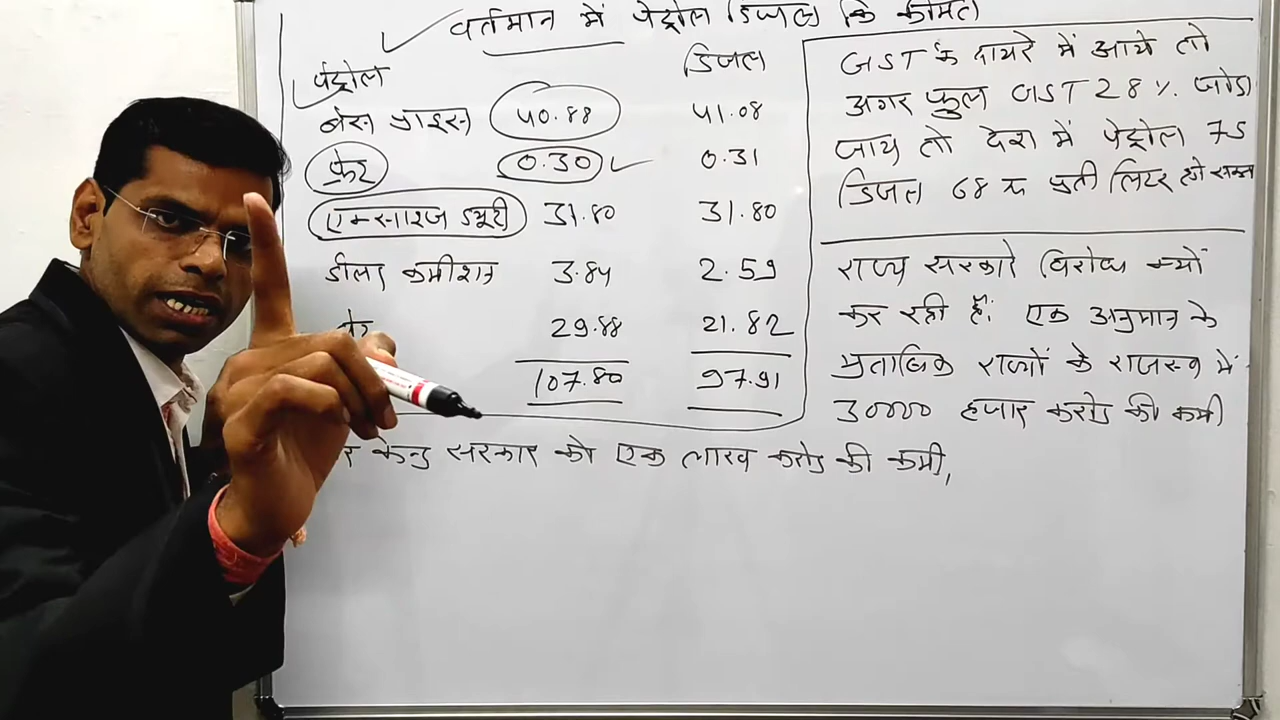 वर्तमान में पेट्रोल डिजल कि कीमत
पेट्रोल डिजल
बेस प्राइस 40.88 41.08
फ्रेट 0.30 0.31
एक्साइज ड्यूटी 31.80 31.80
डीलर कमीशन 3.84 2.59
29.88 21.82
107.80 97.91
केन्द्र सरकार को एक लाख करोड की कमी,
GST के दायरे में आये तो
अगर फुल GST 28 % जोडा
जाय तो देश में पेट्रोल 75
डिजल 68 रू प्रती लिटर हो
राज्य सरकारे विरोध क्यों
कर रही हैं: एक अनुमान के
मुताबिक राज्यों के राजस्व में
30000 हजार करोड की कमी